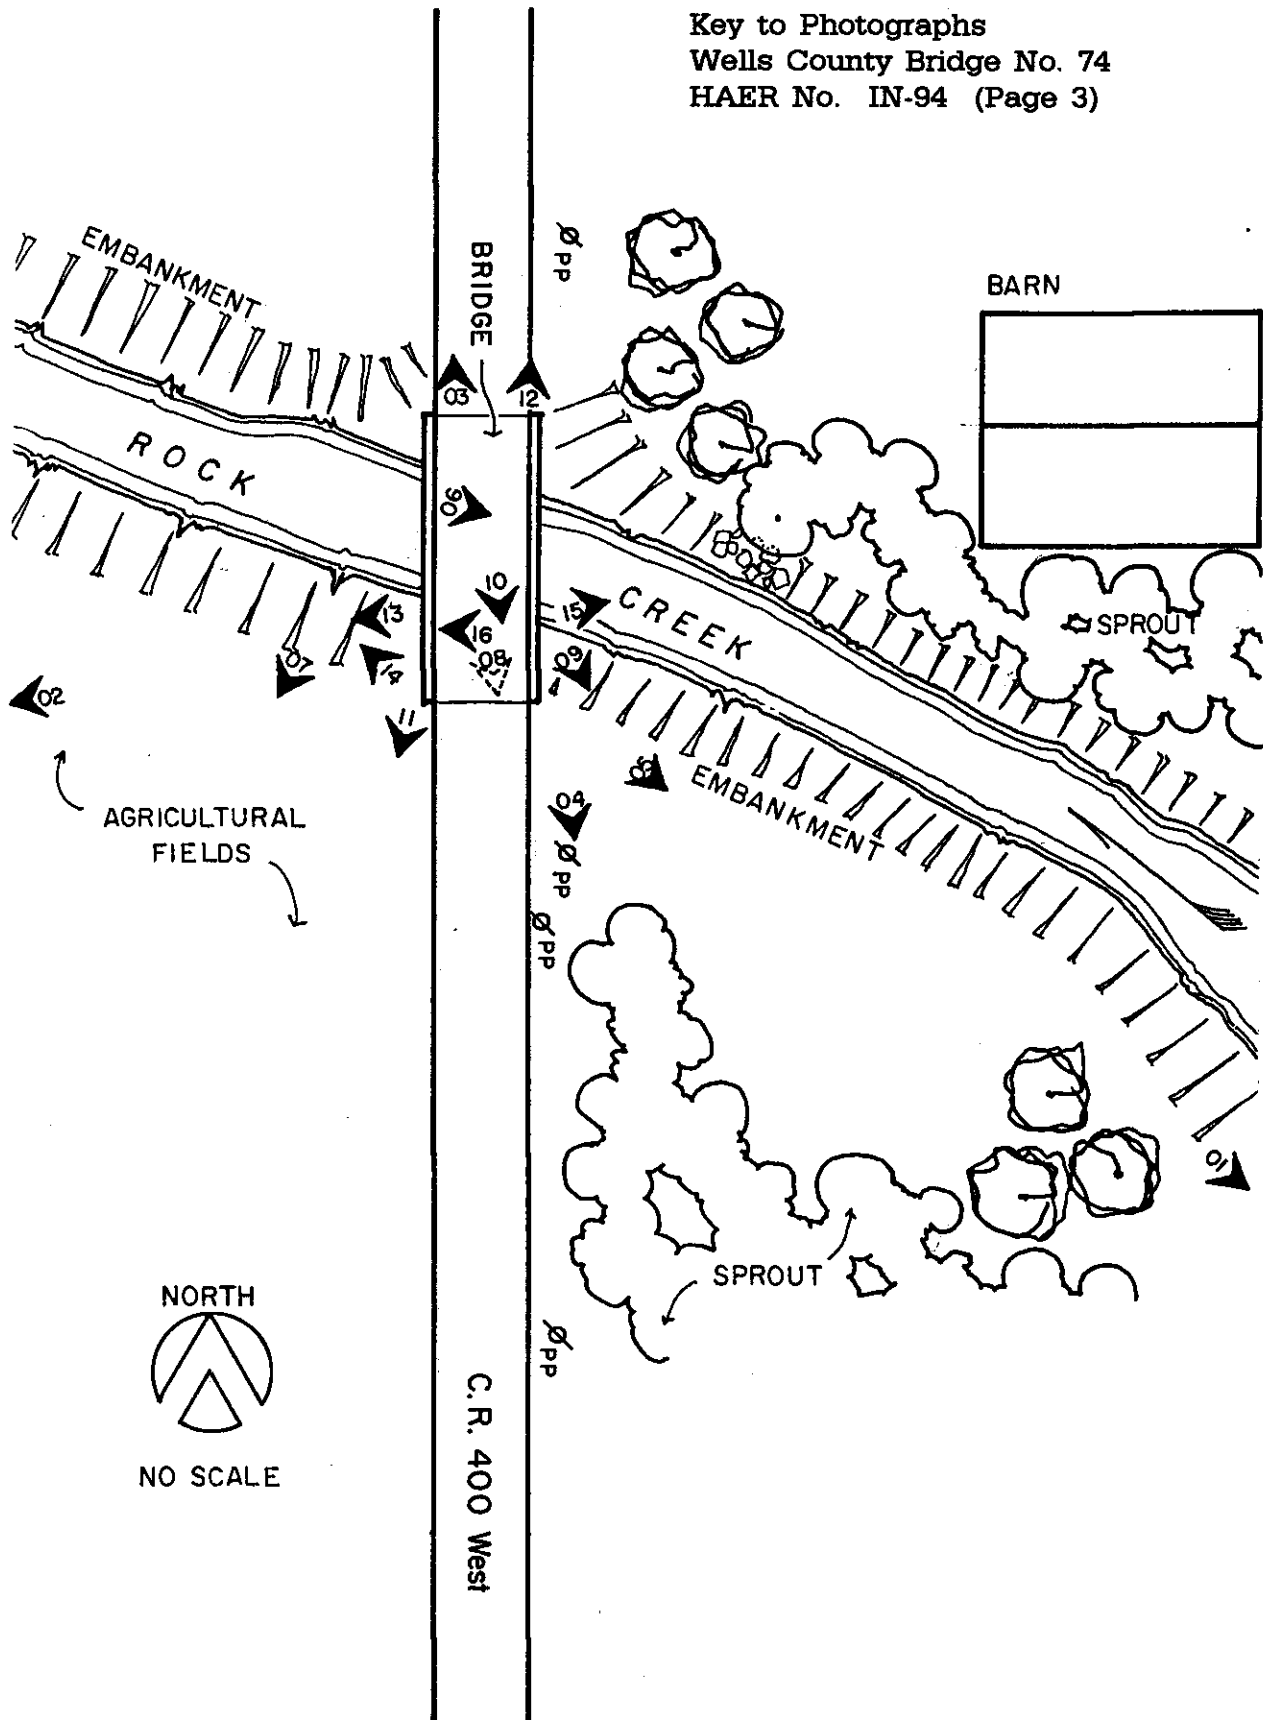 Key to Photographs
Wells County Bridge No. 74
HAER No. IN-94 (Page 3)
EMBANKMENT
BRIDGE
PP
BARN
03
12
ROCK
06
10
13
16
15
CREEK
SPROUT
07
14
08
09
02
11
05
EMBANKMENT
04
AGRICULTURAL
FIELDS
PP
PP
01
SPROUT
NORTH
PP
C.R. 400 West
NO SCALE